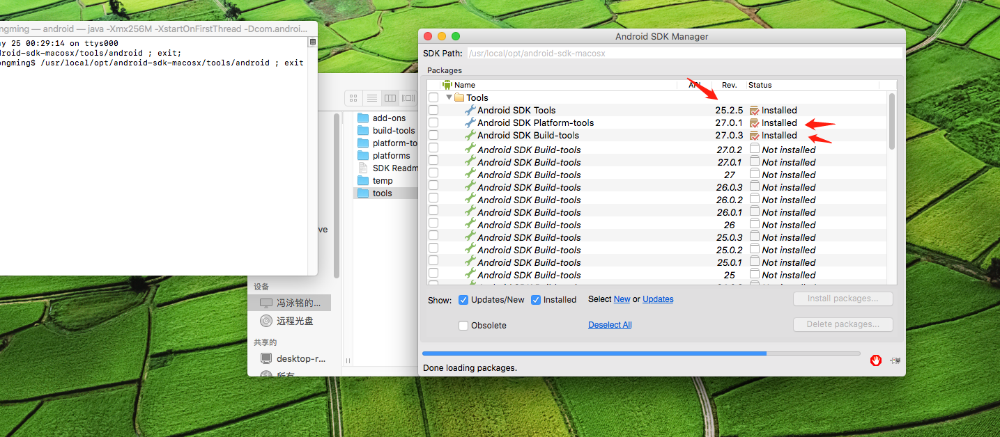 ngming — android — java -Xmx256M -XstartOnFirstThread -Dcom.androi...
y 25 00:29:14 on ttys000
roid-sdk-macosx/tools/android ; exit;
ongming$ /usr/local/opt/android-sdk-macosx/tools/android ; exit
add-ons
build-tools
platform-to
platforms
SDK Readm
temp
tools
ve
设备
冯泳铭的...
远程光盘
共享的
desktop-r...
所有
Android SDK Manager
SDK Path: /usr/local/opt/android-sdk-macosx
Packages
Name API Rev. Status
Tools
Android SDK Tools 25.2.5 Installed
Android SDK Platform-tools 27.0.1 Installed
Android SDK Build-tools 27.0.3 Installed
Android SDK Build-tools 27.0.2 Not installed
Android SDK Build-tools 27.0.1 Not installed
Android SDK Build-tools 27 Not installed
Android SDK Build-tools 26.0.3 Not installed
Android SDK Build-tools 26.0.2 Not installed
Android SDK Build-tools 26.0.1 Not installed
Android SDK Build-tools 26 Not installed
Android SDK Build-tools 25.0.3 Not installed
Android SDK Build-tools 25.0.2 Not installed
Android SDK Build-tools 25.0.1 Not installed
Android SDK Build-tools 25 Not installed
Show: Updates/New Installed Select New or Updates Install packages...
Obsolete Deselect All Delete packages...
Done loading packages.